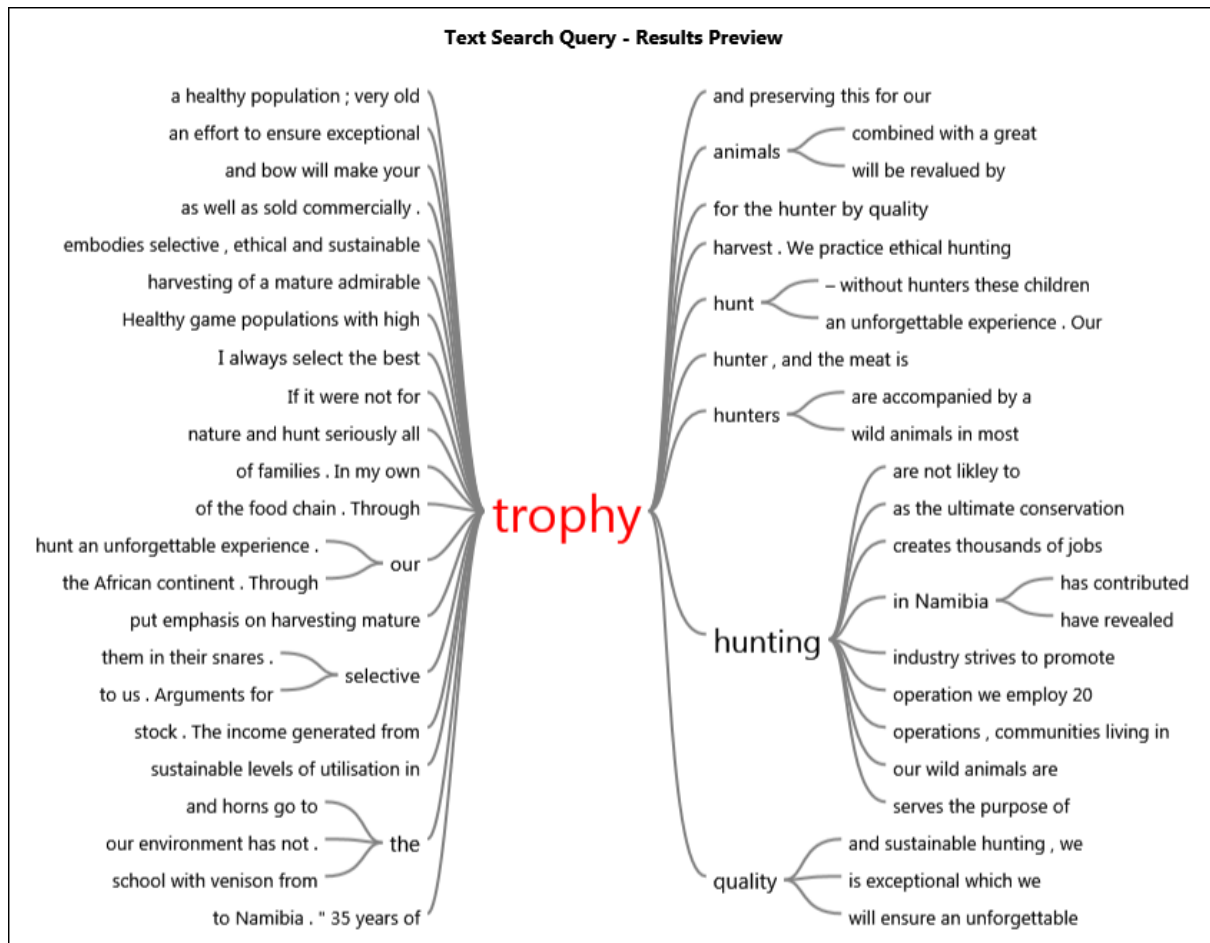 Text Search Query - Results Preview
a healthy population ; very old
an effort to ensure exceptional
and bow will make your
as well as sold commercially .
embodies selective , ethical and sustainable
harvesting of a mature admirable
Healthy game populations with high
I always select the best
If it were not for
nature and hunt seriously all
of families . In my own
of the food chain . Through
hunt an unforgettable experience .
the African continent . Through
our
put emphasis on harvesting mature
them in their snares .
to us . Arguments for
selective
stock . The income generated from
sustainable levels of utilisation in
and horns go to
our environment has not .
school with venison from
the
to Namibia . " 35 years of
trophy
and preserving this for our
animals
combined with a great
will be revalued by
for the hunter by quality
harvest . We practice ethical hunting
hunt
– without hunters these children
an unforgettable experience . Our
hunter , and the meat is
hunters
are accompanied by a
wild animals in most
hunting
are not likley to
as the ultimate conservation
creates thousands of jobs
in Namibia
has contributed
have revealed
industry strives to promote
operation we employ 20
operations , communities living in
our wild animals are
serves the purpose of
quality
and sustainable hunting , we
is exceptional which we
will ensure an unforgettable